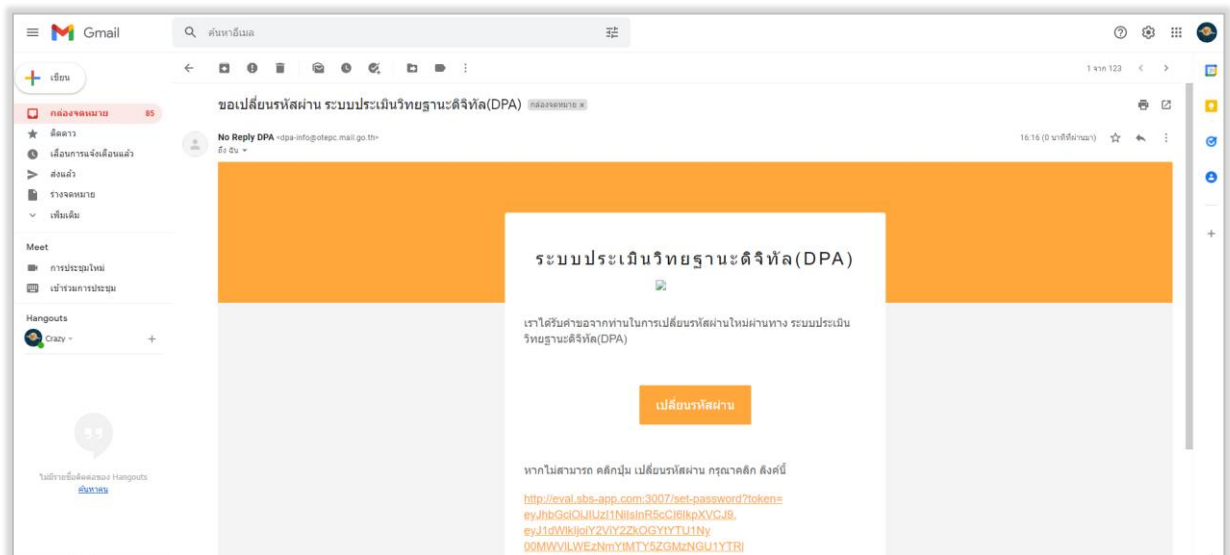 Gmail
ค้นหาอีเมล
เขียน
1 จาก 123
กล่องจดหมาย 85
ติดดาว
เลื่อนการแจ้งเตือนแล้ว
ส่งแล้ว
ร่างจดหมาย
เพิ่มเติม
Meet
การประชุมใหม่
เข้าร่วมการประชุม
Hangouts
Crazy
ไม่มีรายชื่อติดต่อของ Hangouts
ค้นหาคน
ขอเปลี่ยนรหัสผ่าน ระบบประเมินวิทยฐานะดิจิทัล(DPA) กล่องจดหมาย x
No Reply DPA <dpa-info@otepc.mail.go.th>
16:16 (0 นาทีที่ผ่านมา)
ถึง ฉัน
ระบบประเมินวิทยฐานะดิจิทัล(DPA)
เราได้รับคำขอจากท่านในการเปลี่ยนรหัสผ่านใหม่ผ่านทาง ระบบประเมิน
วิทยฐานะดิจิทัล(DPA)
เปลี่ยนรหัสผ่าน
หากไม่สามารถ คลิกปุ่ม เปลี่ยนรหัสผ่าน กรุณาคลิก ลิงค์นี้
http://eval.sbs-app.com:3007/set-password?token=
eyJhbGciOiJIUzI1NiIsInR5cCI6IkpXVCJ9.
eyJ1dWlkIjoiY2ViY2ZkOGYtYTU1Ny
00MWViLWEzNmYtMTY5ZGMzNGU1YTRj